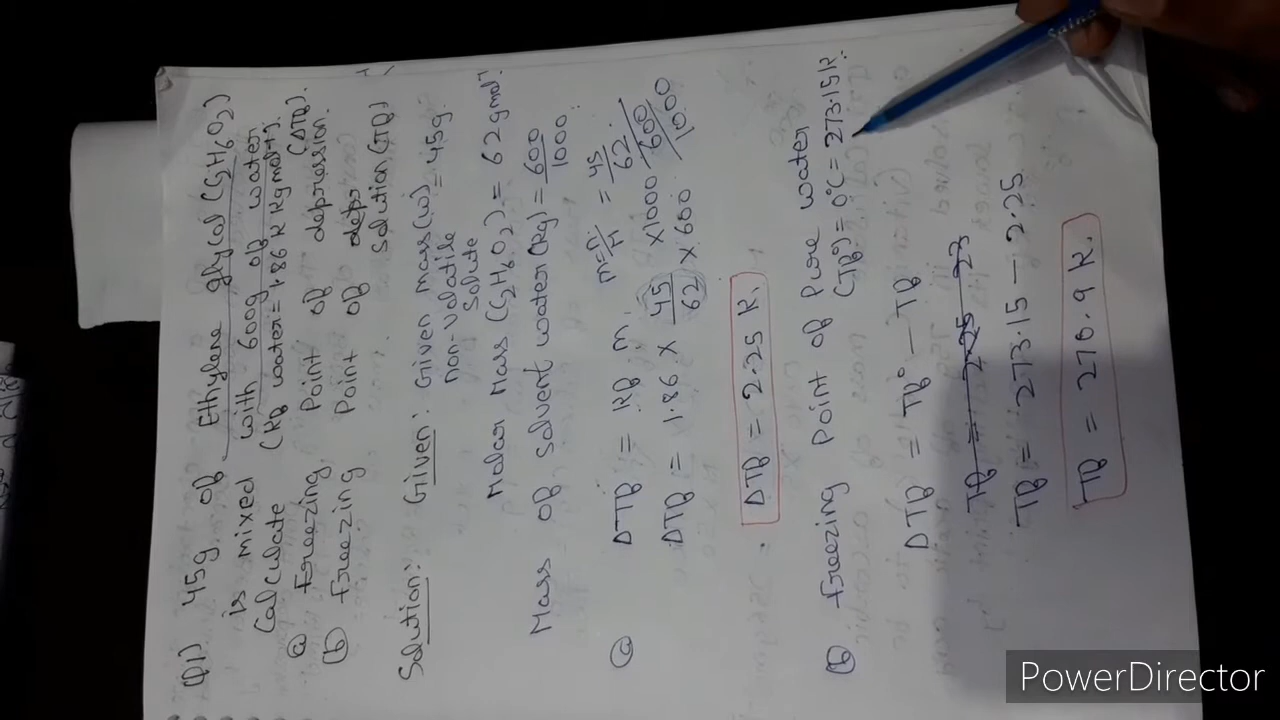 Q1) 45g of Ethylene glycol (C2H6O2)
is mixed with 600g of water
Calculate (Kf water = 1.86 K Kg mol-1).
(a) Freezing Point of depression. (ΔTf).
(b) Freezing Point of solution (Tf)
Solution: Given: Given mass(w) = 45g.
non-volatile
solute
Molar Mass (C2H6O2) = 62 g mol-1
Mass of solvent water (Kg) = 600/1000
(a) m = n/M = 45/62 / 600/1000
ΔTf = Kf m.
ΔTf = 1.86 x 45/62 x 1000/600
ΔTf = 2.25 K.
(b) Freezing Point of Pure water
(Tf°) = 0°C = 273.15K.
ΔTf = Tf° - Tf
Tf = 273.15 - 2.25
Tf = 270.9 K.
PowerDirector